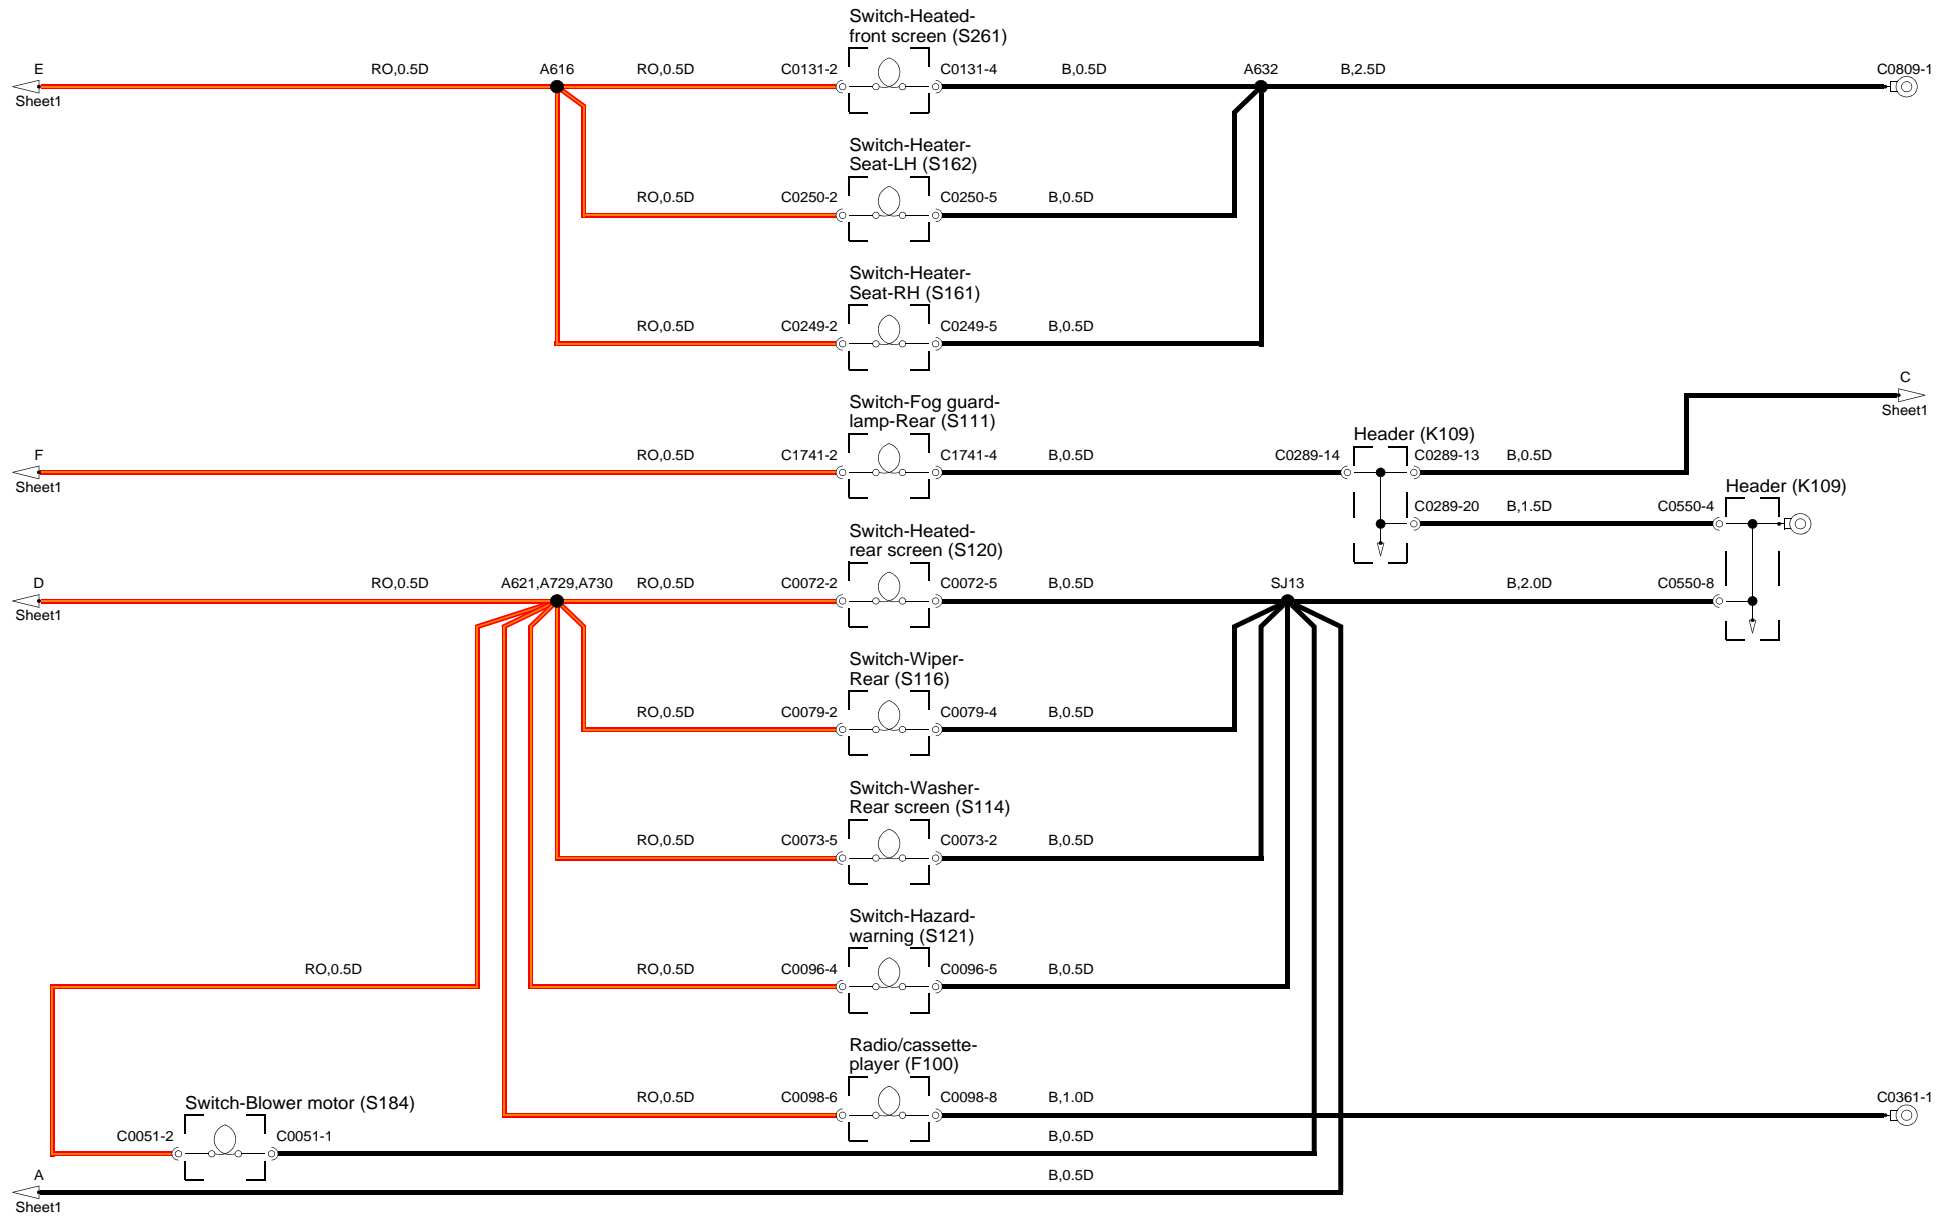 Switch-Heated-
front screen (S261)
E
RO,0.5D
A616
RO,0.5D
C0131-2
C0131-4
B,0.5D
A632
B,2.5D
C0809-1
Sheet1
Switch-Heater-
Seat-LH (S162)
RO,0.5D
C0250-2
C0250-5
B,0.5D
Switch-Heater-
Seat-RH (S161)
RO,0.5D
C0249-2
C0249-5
B,0.5D
C
Sheet1
Switch-Fog guard-
lamp-Rear (S111)
Header (K109)
F
RO,0.5D
C1741-2
C1741-4
B,0.5D
C0289-14
C0289-13
B,0.5D
Sheet1
Header (K109)
C0289-20
B,1.5D
C0550-4
Switch-Heated-
rear screen (S120)
D
RO,0.5D
A621,A729,A730
RO,0.5D
C0072-2
C0072-5
B,0.5D
SJ13
B,2.0D
C0550-8
Sheet1
Switch-Wiper-
Rear (S116)
RO,0.5D
C0079-2
C0079-4
B,0.5D
Switch-Washer-
Rear screen (S114)
RO,0.5D
C0073-5
C0073-2
B,0.5D
Switch-Hazard-
warning (S121)
RO,0.5D
RO,0.5D
C0096-4
C0096-5
B,0.5D
Radio/cassette-
player (F100)
RO,0.5D
C0098-6
C0098-8
B,1.0D
C0361-1
Switch-Blower motor (S184)
C0051-2
C0051-1
B,0.5D
A
B,0.5D
Sheet1